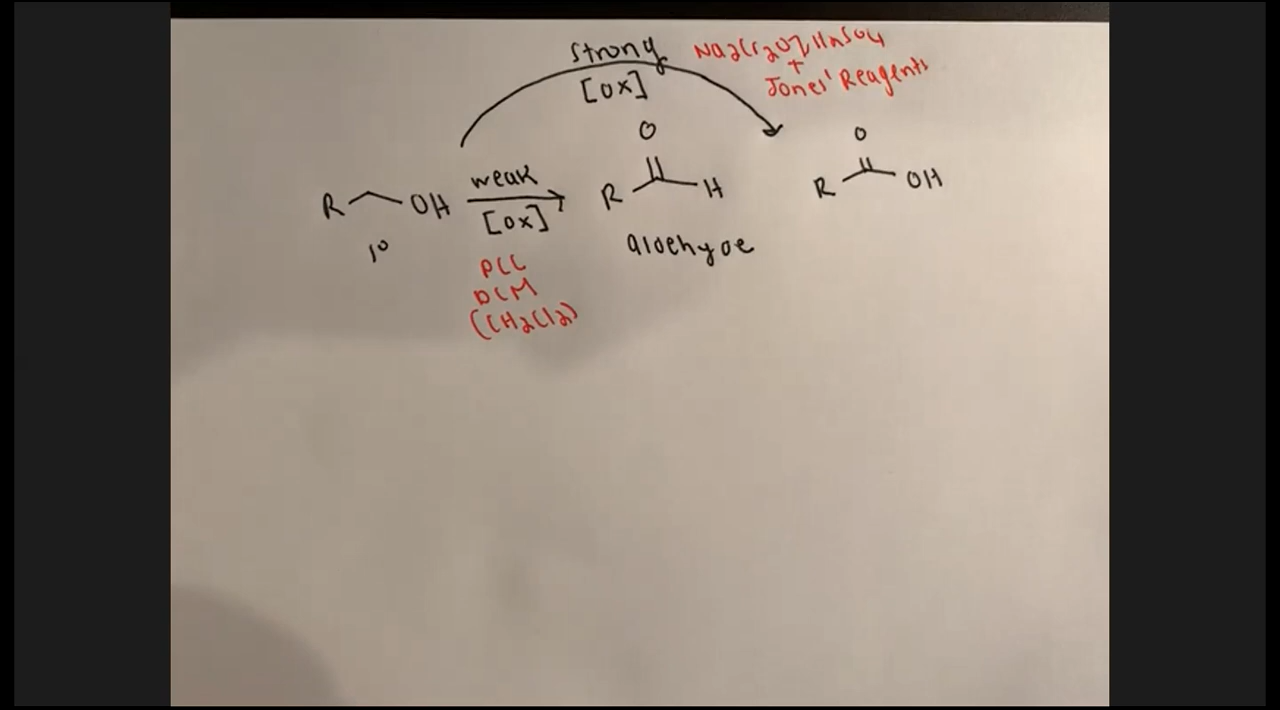 strong
Na2Cr2O7, H2SO4
+
Jones' Reagents
[OX]
O
O
R OH
weak
[OX]
R H
R OH
1°
aldehyde
PCC
DCM
(CH2Cl2)